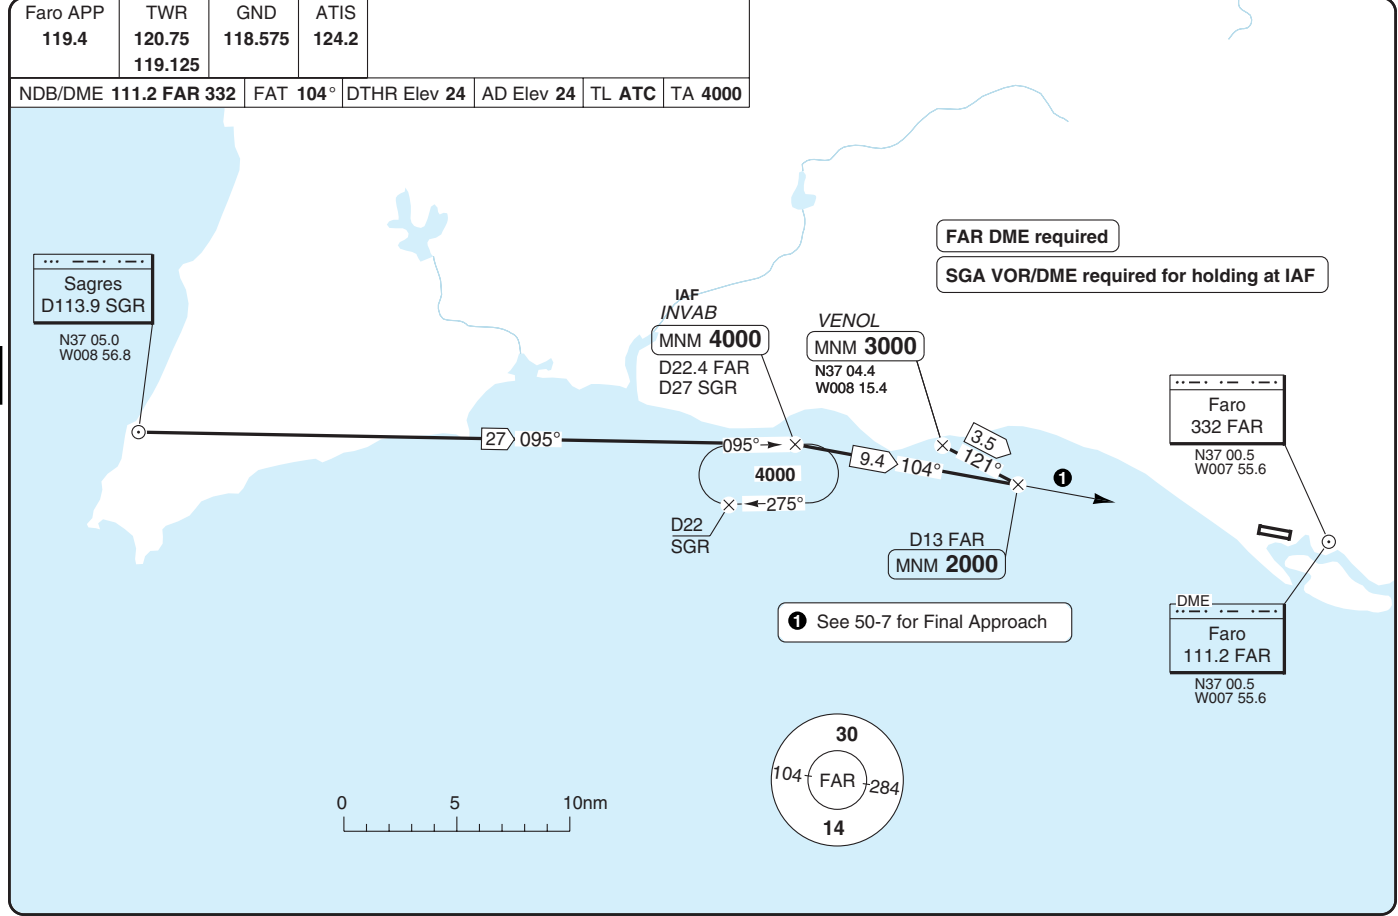 Faro APP
119.4
TWR
120.75
119.125
GND
118.575
ATIS
124.2
NDB/DME 111.2 FAR 332
FAT 104°
DTHR Elev 24
AD Elev 24
TL ATC
TA 4000
FAR DME required
SGA VOR/DME required for holding at IAF
Sagres
D113.9 SGR
N37 05.0
W008 56.8
IAF
INVAB
MNM 4000
D22.4 FAR
D27 SGR
VENOL
MNM 3000
N37 04.4
W008 15.4
Faro
332 FAR
N37 00.5
W007 55.6
27 095°
095°
4000
275°
9.4 104°
3.5
121°
1
D22
SGR
D13 FAR
MNM 2000
1 See 50-7 for Final Approach
DME
Faro
111.2 FAR
N37 00.5
W007 55.6
30
104
FAR
284
14
0
5
10nm